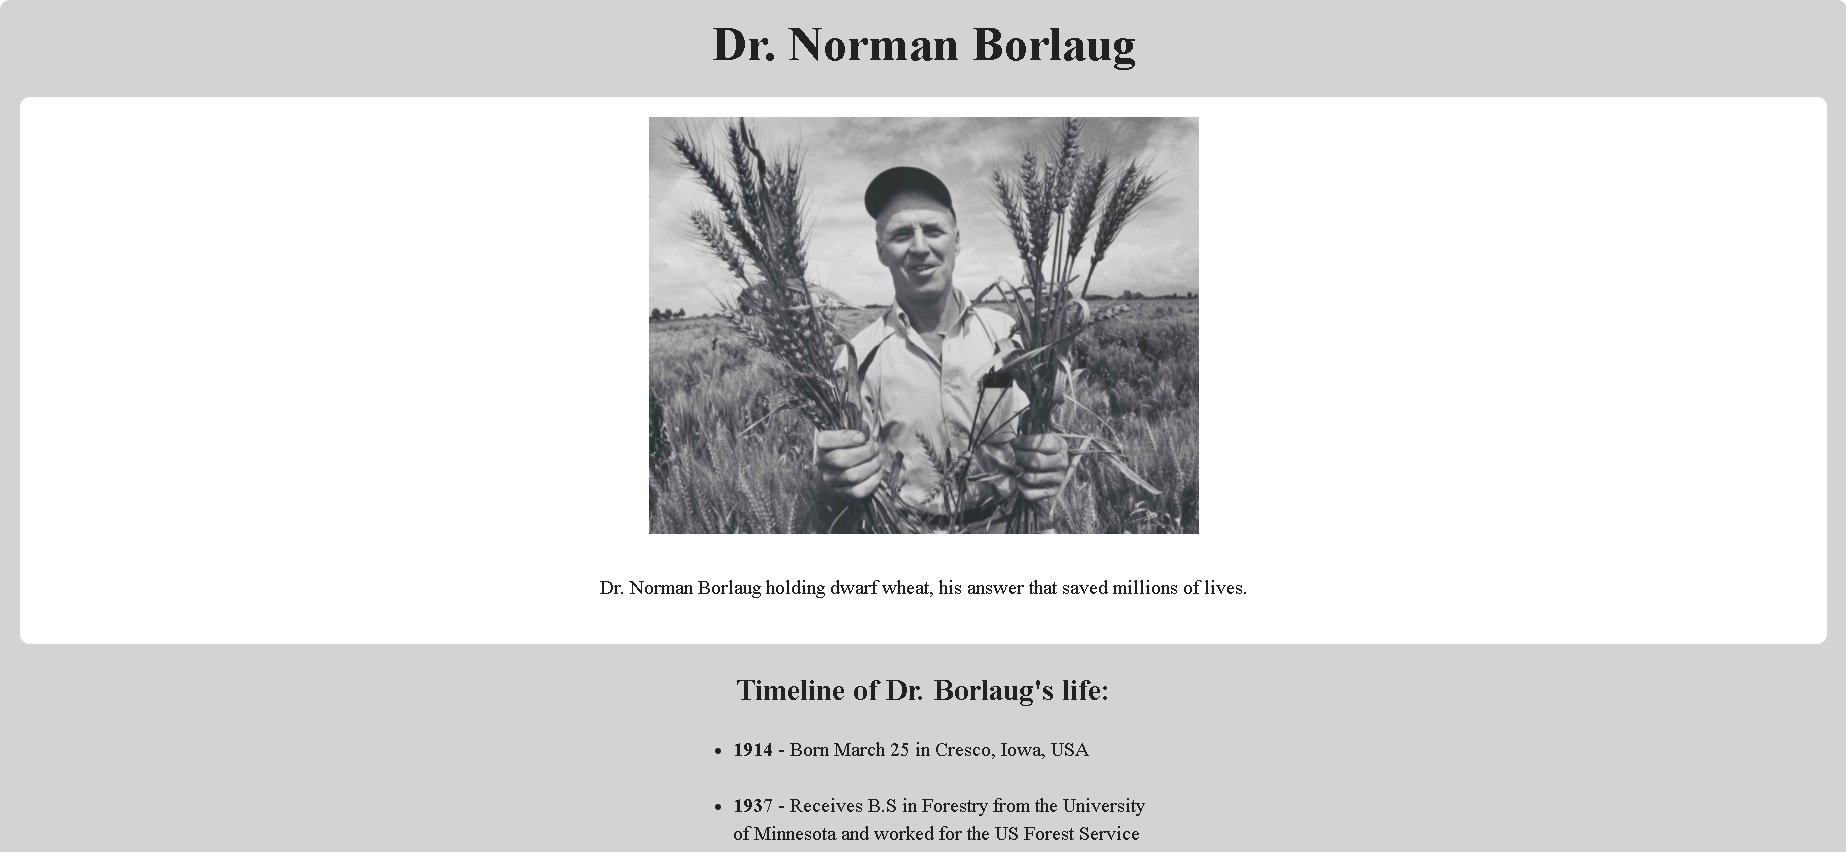 Dr. Norman Borlaug
Dr. Norman Borlaug holding dwarf wheat, his answer that saved millions of lives.
Timeline of Dr. Borlaug's life:
• 1914 - Born March 25 in Cresco, Iowa, USA
• 1937 - Receives B.S in Forestry from the University
of Minnesota and worked for the US Forest Service